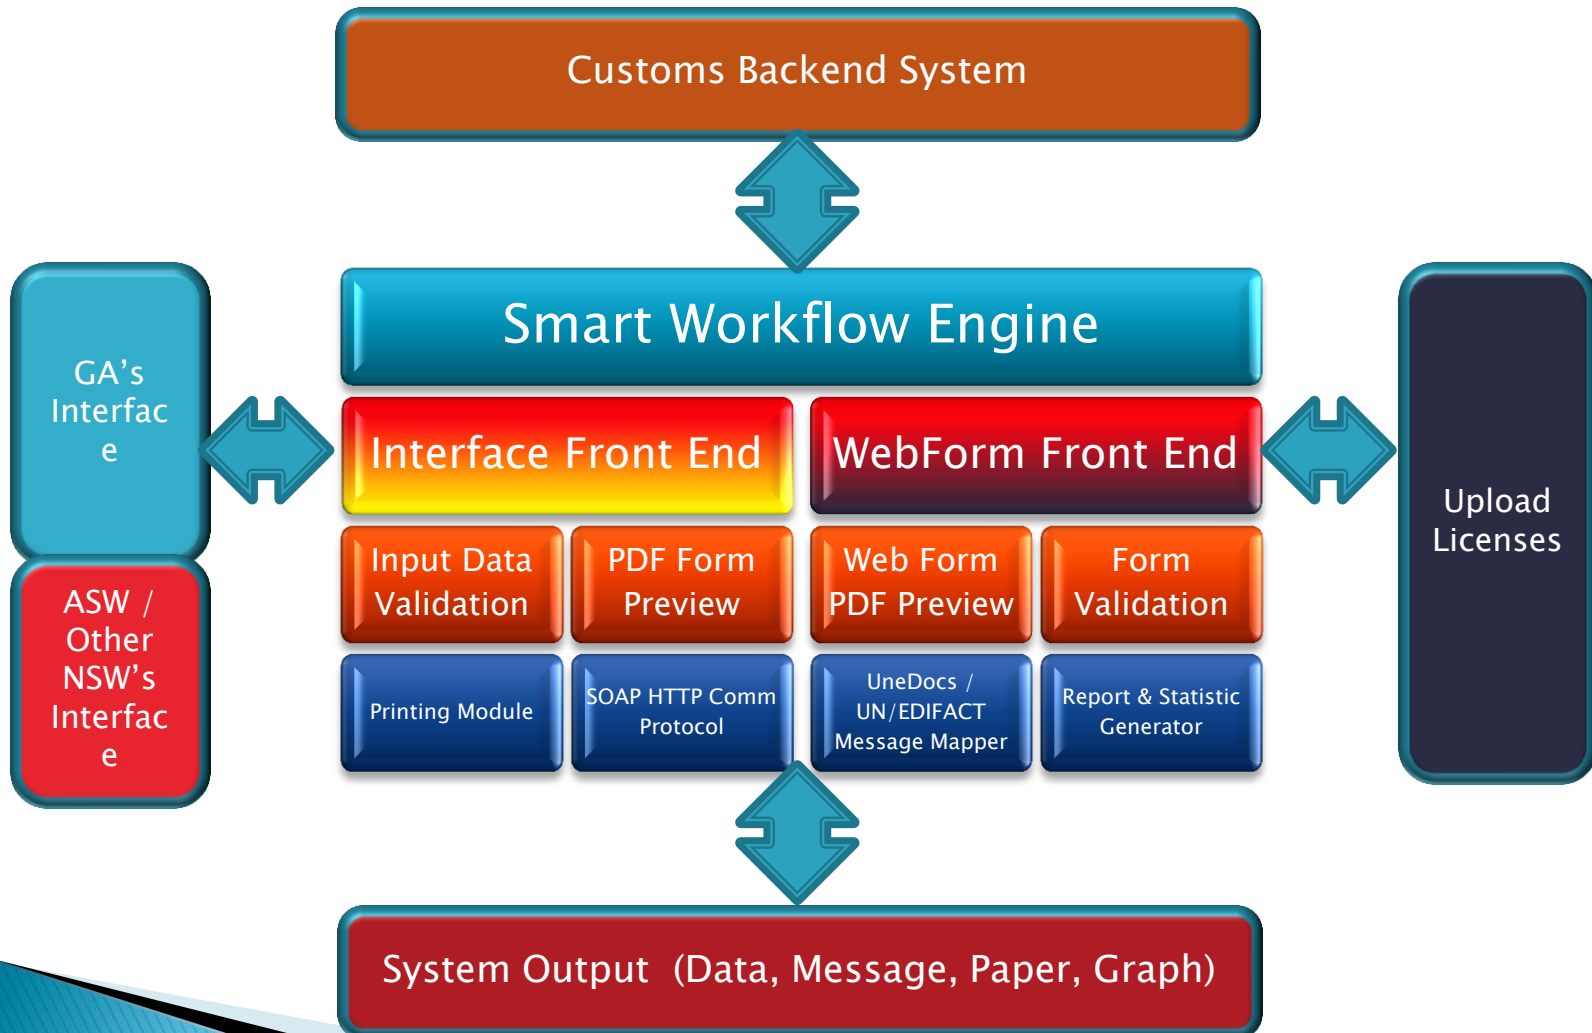 Customs Backend System
Smart Workflow Engine
GA's
Interfac
e
Interface Front End
WebForm Front End
Upload
Licenses
Input Data
Validation
PDF Form
Preview
Web Form
PDF Preview
Form
Validation
ASW /
Other
NSW's
Interfac
e
Printing Module
SOAP HTTP Comm
Protocol
UneDocs /
UN/EDIFACT
Message Mapper
Report & Statistic
Generator
System Output  (Data, Message, Paper, Graph)